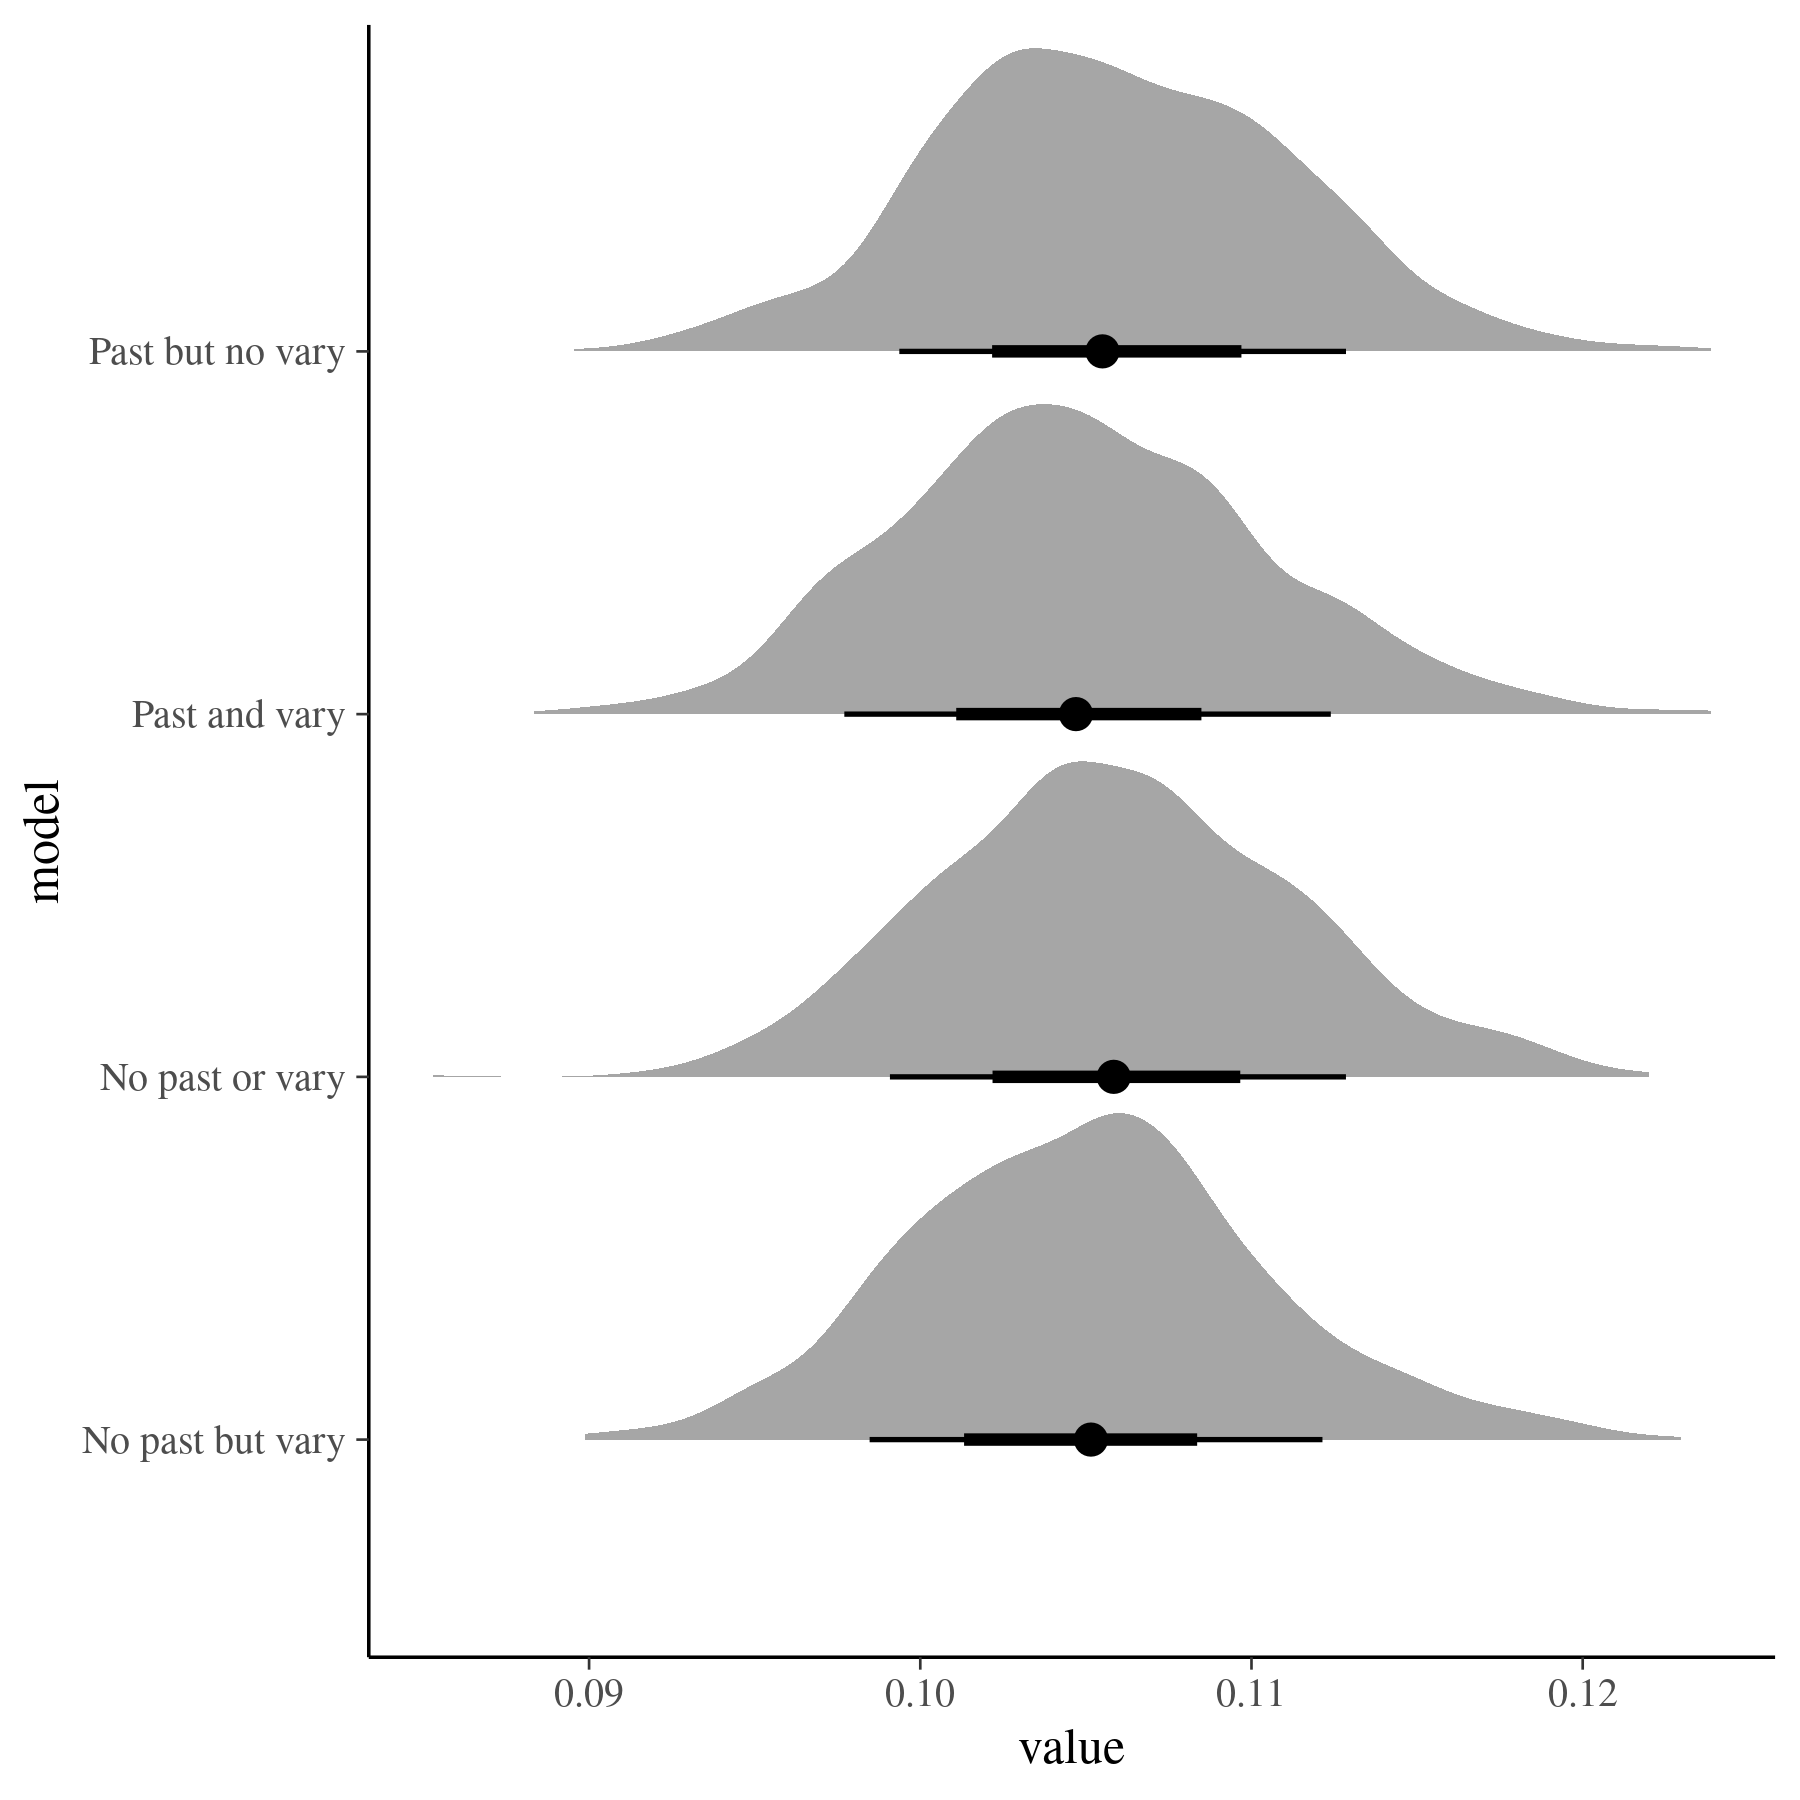 Past but no vary
Past and vary
No past or vary
No past but vary
model
0.09 0.10 0.11 0.12
value